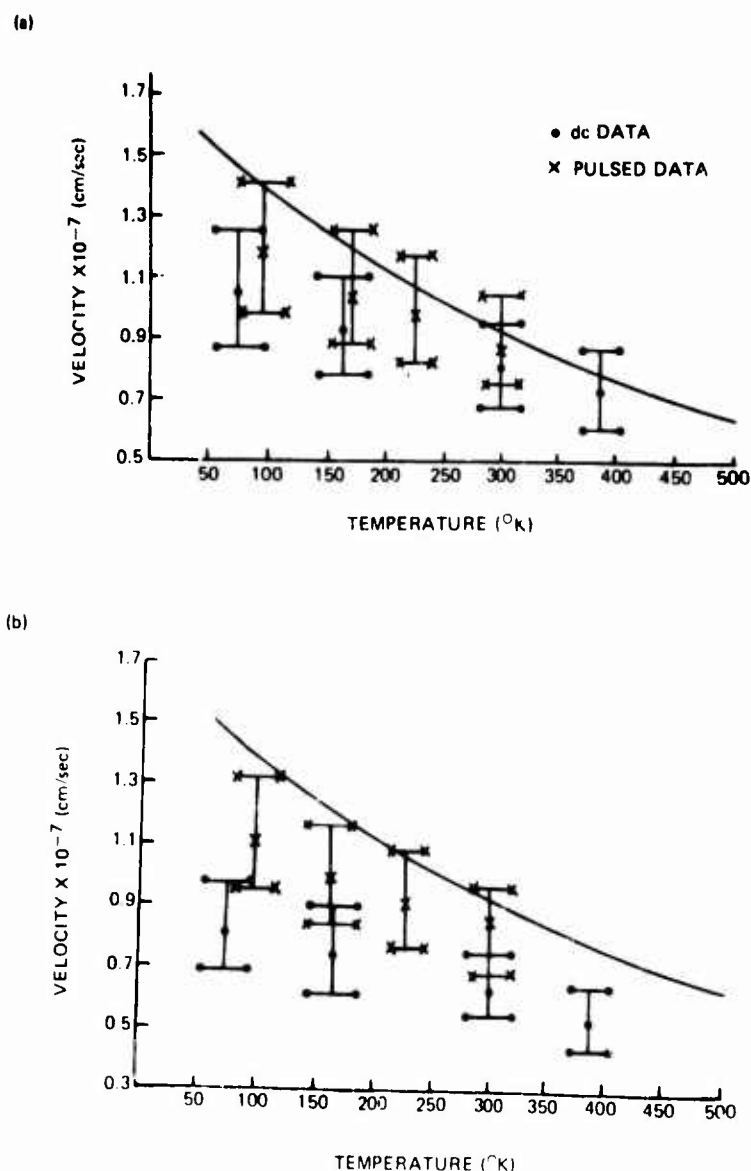 (a)
1.7
1.5
1.3
1.1
0.9
0.7
0.5
VELOCITY X10⁻⁷ (cm/sec)
• dc DATA
× PULSED DATA
50 100 150 200 250 300 350 400 450 500
TEMPERATURE (°K)
(b)
1.7
1.5
1.3
1.1
0.9
0.7
0.5
0.3
VELOCITY X 10⁻⁷ (cm/sec)
50 100 150 200 250 300 350 400 450 500
TEMPERATURE (°K)